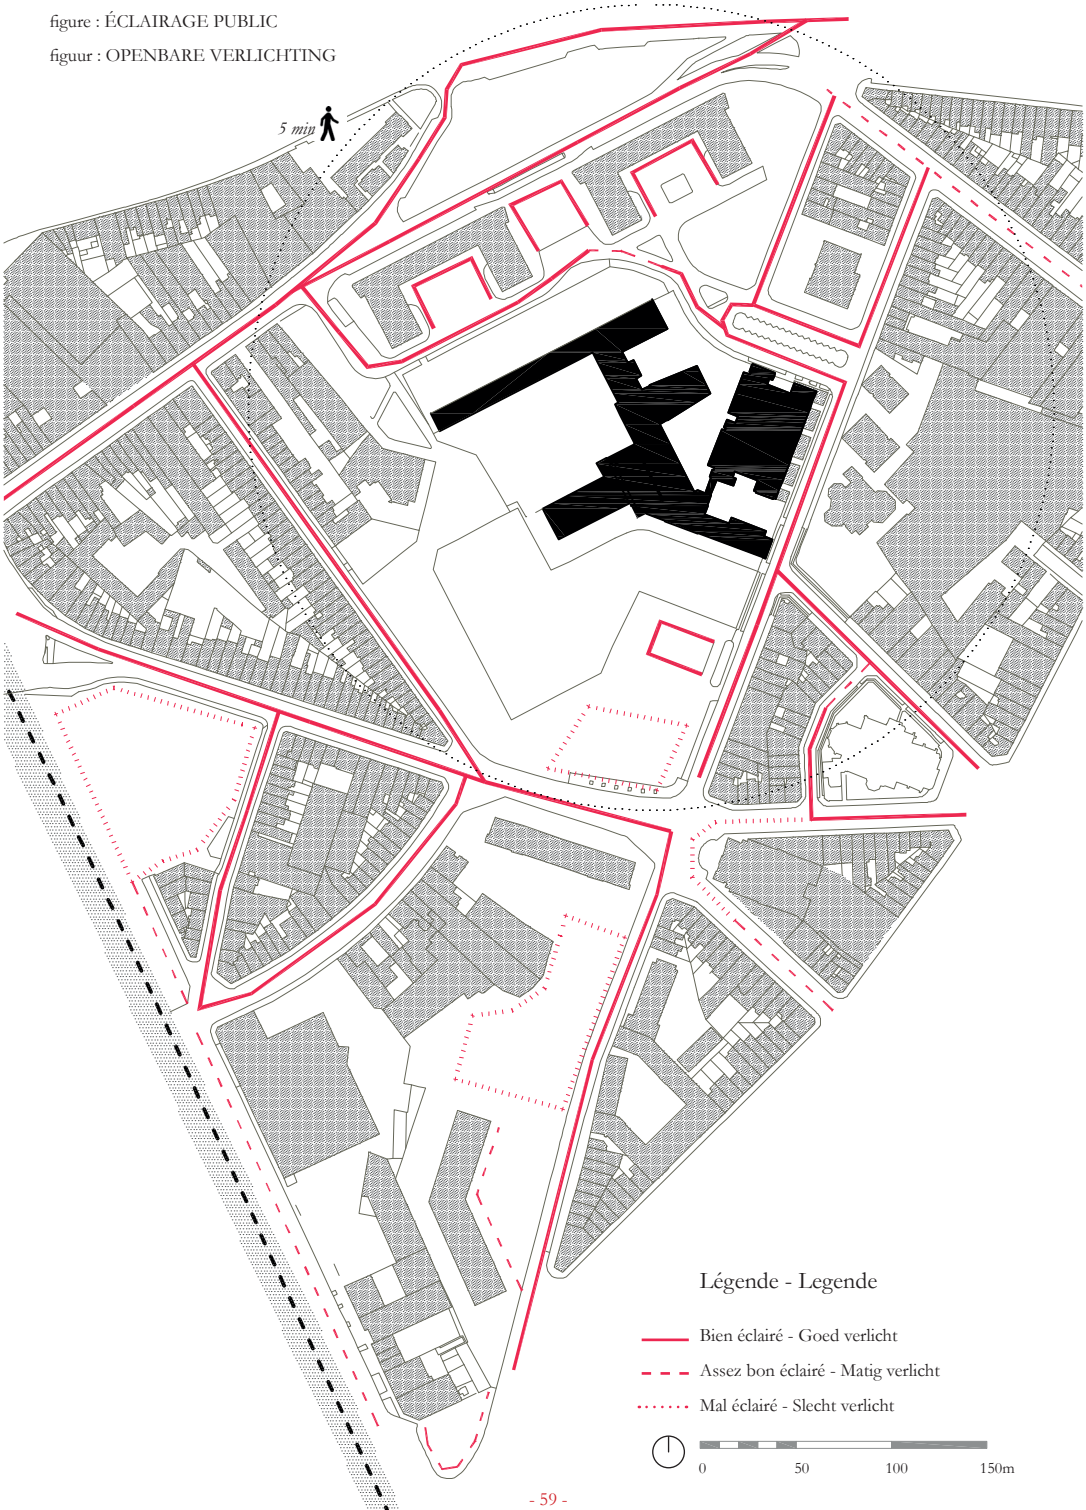 figure : ÉCLAIRAGE PUBLIC
figuur : OPENBARE VERLICHTING
5 min
Légende - Legende
Bien éclairé - Goed verlicht
Assez bon éclairé - Matig verlicht
Mal éclairé - Slecht verlicht
0 50 100 150m
- 59 -